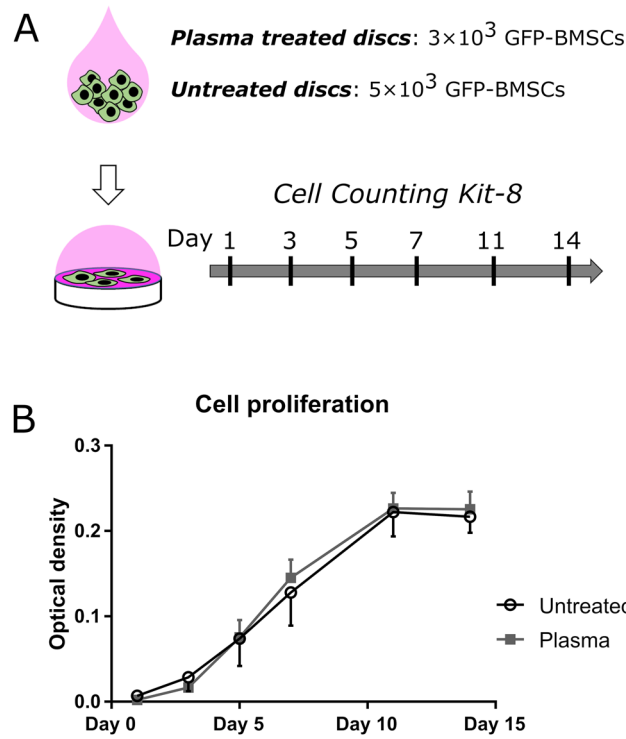 A
Plasma treated discs: 3×10³ GFP-BMSCs
Untreated discs: 5×10³ GFP-BMSCs
Cell Counting Kit-8
Day 1 3 5 7 11 14
B
Cell proliferation
Optical density
0.3
0.2
0.1
0.0
Day 0 Day 5 Day 10 Day 15
Untreated
Plasma